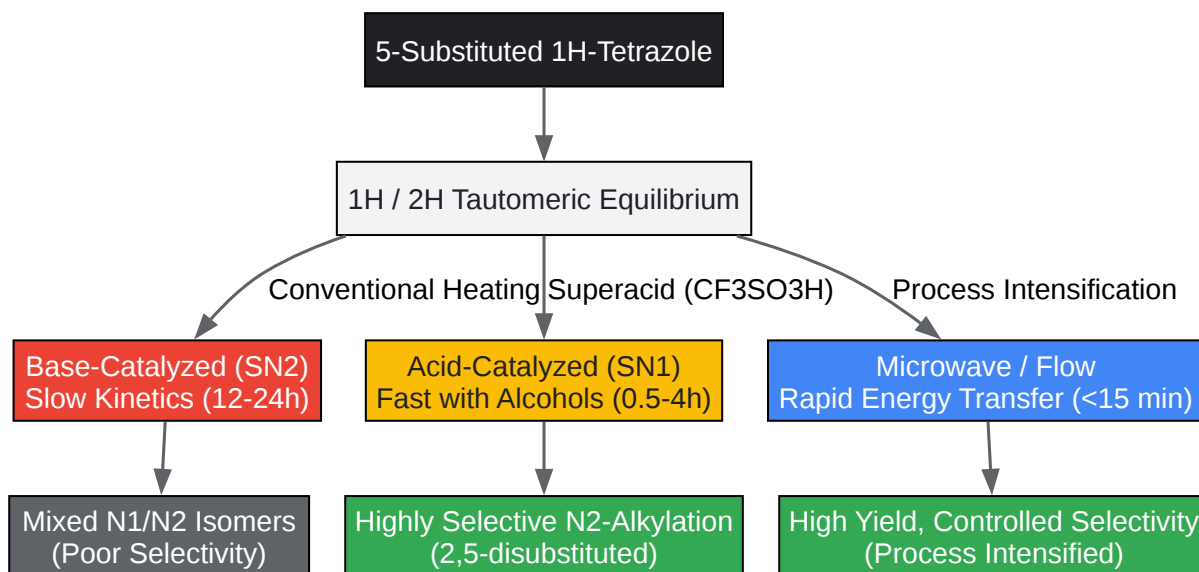 5-Substituted 1H-Tetrazole
1H / 2H Tautomeric Equilibrium
Conventional Heating
Superacid (CF3SO3H)
Process Intensification
Base-Catalyzed (SN2)
Slow Kinetics (12-24h)
Acid-Catalyzed (SN1)
Fast with Alcohols (0.5-4h)
Microwave / Flow
Rapid Energy Transfer (<15 min)
Mixed N1/N2 Isomers
(Poor Selectivity)
Highly Selective N2-Alkylation
(2,5-disubstituted)
High Yield, Controlled Selectivity
(Process Intensified)